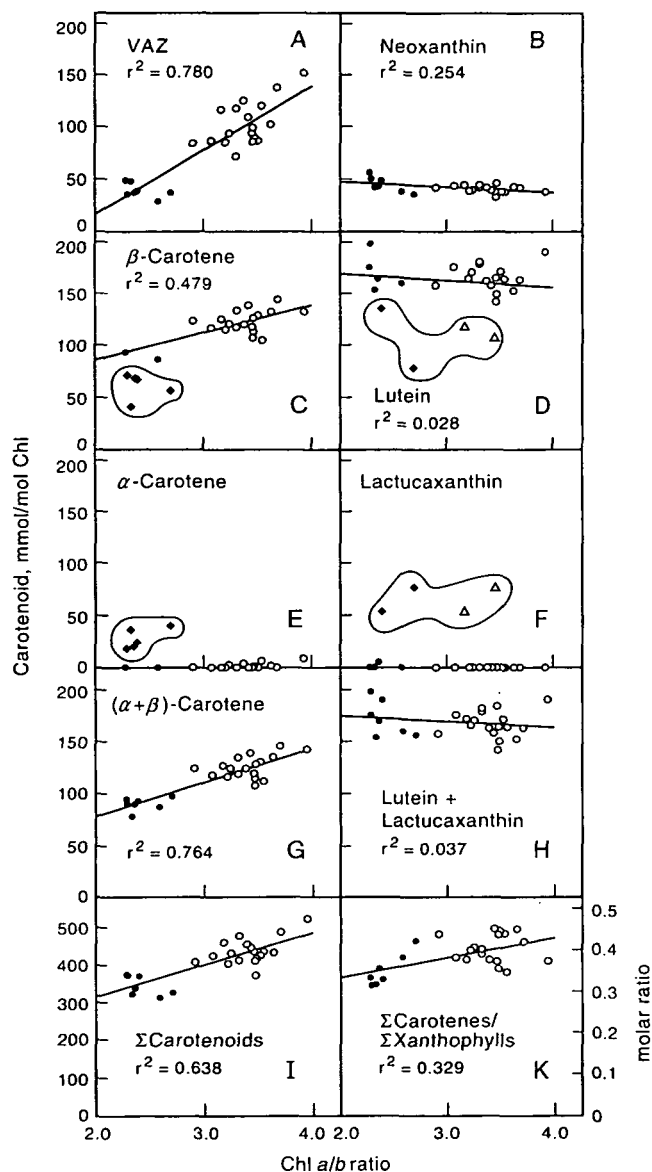 VAZ
r² = 0.780
A
Neoxanthin
r² = 0.254
B
200
150
100
50
0
β-Carotene
r² = 0.479
C
Lutein
r² = 0.028
D
200
150
100
50
0
α-Carotene
E
Lactucaxanthin
F
200
150
100
50
0
(α+β)-Carotene
r² = 0.764
G
Lutein +
Lactucaxanthin
r² = 0.037
H
200
150
100
50
0
ΣCarotenoids
r² = 0.638
I
ΣCarotenes/
ΣXanthophylls
r² = 0.329
K
500
400
300
200
100
0
0.5
0.4
0.3
0.2
0.1
0
molar ratio
Carotenoid, mmol/mol Chl
2.0
3.0
4.0
2.0
3.0
4.0
Chl a/b ratio